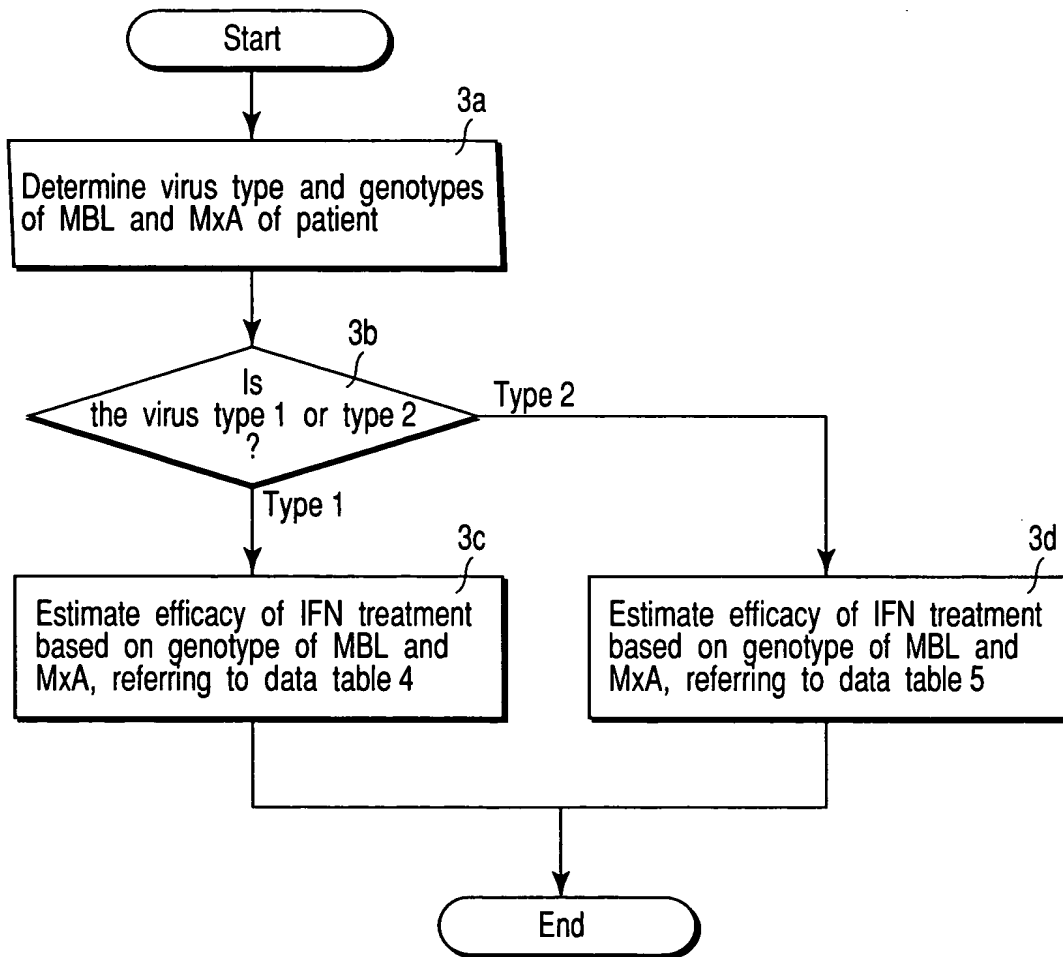 Start
3a
Determine virus type and genotypes
of MBL and MxA of patient
3b
Is
the virus type 1 or type 2
?
Type 2
Type 1
3c
Estimate efficacy of IFN treatment
based on genotype of MBL and
MxA, referring to data table 4
3d
Estimate efficacy of IFN treatment
based on genotype of MBL and
MxA, referring to data table 5
End